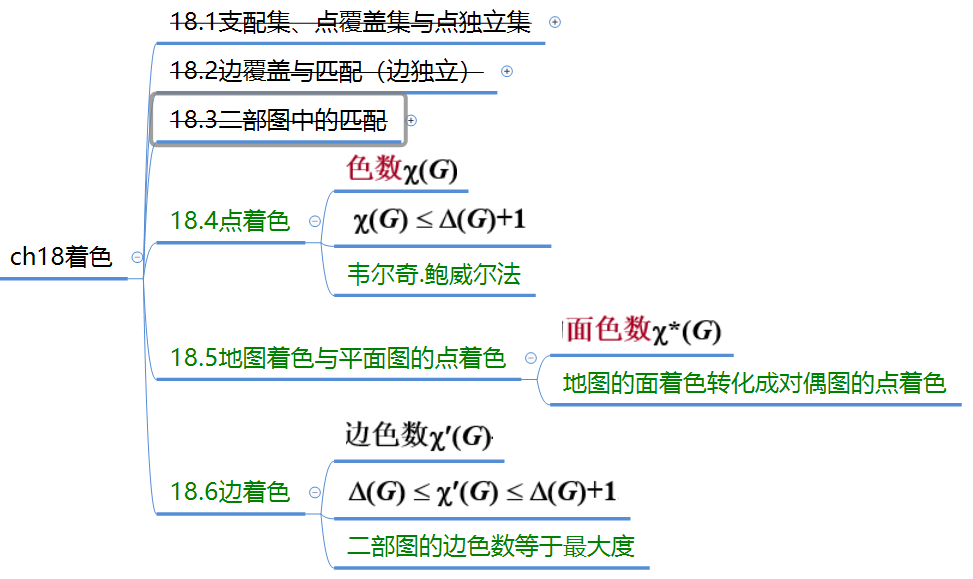 18.1支配集、点覆盖集与点独立集
18.2边覆盖与匹配（边独立）
18.3二部图中的匹配
ch18着色
18.4点着色
色数χ(G)
χ(G) ≤ Δ(G)+1
韦尔奇.鲍威尔法
18.5地图着色与平面图的点着色
面色数χ*(G)
地图的面着色转化成对偶图的点着色
18.6边着色
边色数χ′(G)
Δ(G) ≤ χ′(G) ≤ Δ(G)+1
二部图的边色数等于最大度